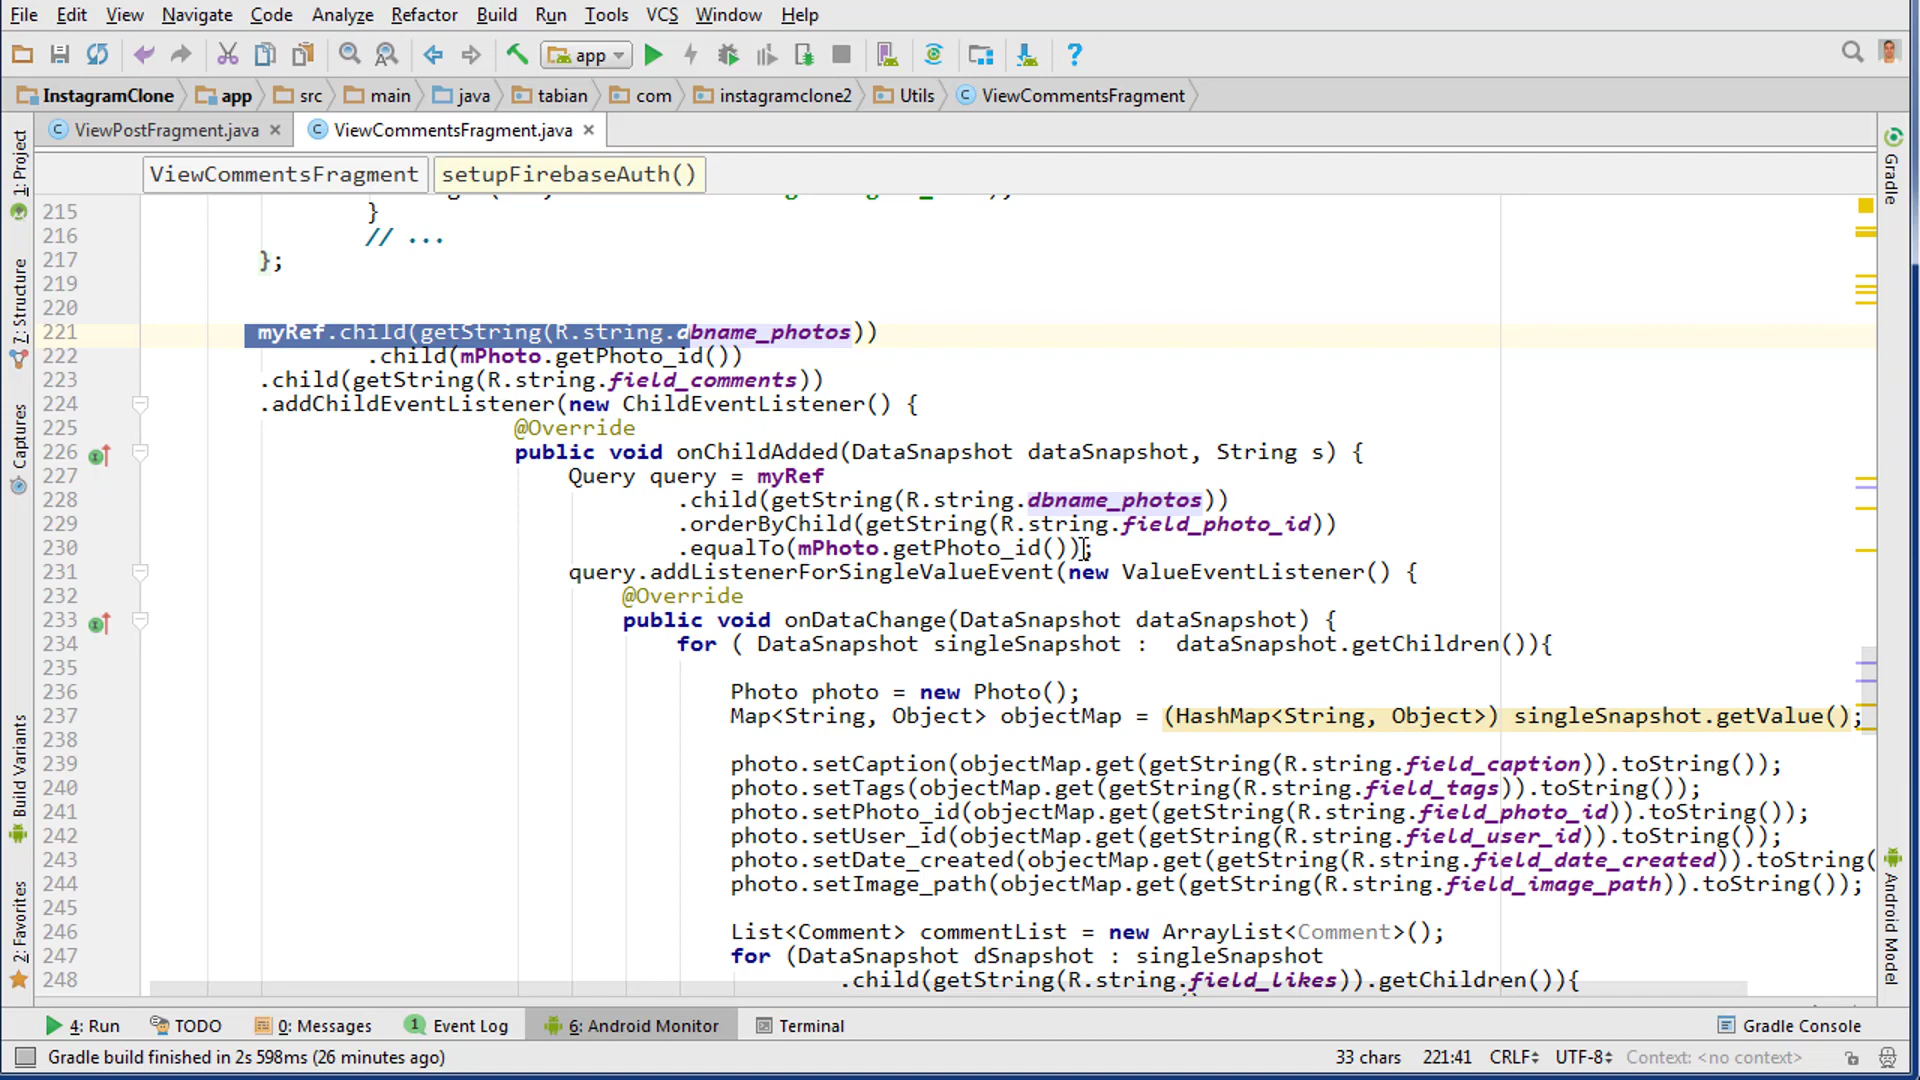 File Edit View Navigate Code Analyze Refactor Build Run Tools VCS Window Help
app
InstagramClone app src main java tabian com instagramclone2 Utils ViewCommentsFragment
ViewPostFragment.java ViewCommentsFragment.java
ViewCommentsFragment setupFirebaseAuth()
1: Project
7: Structure
Captures
Build Variants
2: Favorites
Gradle
Android Model
215 }
216 // ...
217 };
219
220
221 myRef.child(getString(R.string.dbname_photos))
222 .child(mPhoto.getPhoto_id())
223 .child(getString(R.string.field_comments))
224 .addChildEventListener(new ChildEventListener() {
225 @Override
226 public void onChildAdded(DataSnapshot dataSnapshot, String s) {
227 Query query = myRef
228 .child(getString(R.string.dbname_photos))
229 .orderByChild(getString(R.string.field_photo_id))
230 .equalTo(mPhoto.getPhoto_id());
231 query.addListenerForSingleValueEvent(new ValueEventListener() {
232 @Override
233 public void onDataChange(DataSnapshot dataSnapshot) {
234 for ( DataSnapshot singleSnapshot :  dataSnapshot.getChildren()){
235
236 Photo photo = new Photo();
237 Map<String, Object> objectMap = (HashMap<String, Object>) singleSnapshot.getValue();
238
239 photo.setCaption(objectMap.get(getString(R.string.field_caption)).toString());
240 photo.setTags(objectMap.get(getString(R.string.field_tags)).toString());
241 photo.setPhoto_id(objectMap.get(getString(R.string.field_photo_id)).toString());
242 photo.setUser_id(objectMap.get(getString(R.string.field_user_id)).toString());
243 photo.setDate_created(objectMap.get(getString(R.string.field_date_created)).toString(
244 photo.setImage_path(objectMap.get(getString(R.string.field_image_path)).toString());
245
246 List<Comment> commentList = new ArrayList<Comment>();
247 for (DataSnapshot dSnapshot : singleSnapshot
248 .child(getString(R.string.field_likes)).getChildren()){
4: Run TODO 0: Messages 1 Event Log 6: Android Monitor Terminal Gradle Console
Gradle build finished in 2s 598ms (26 minutes ago) 33 chars 221:41 CRLF UTF-8 Context: <no context>